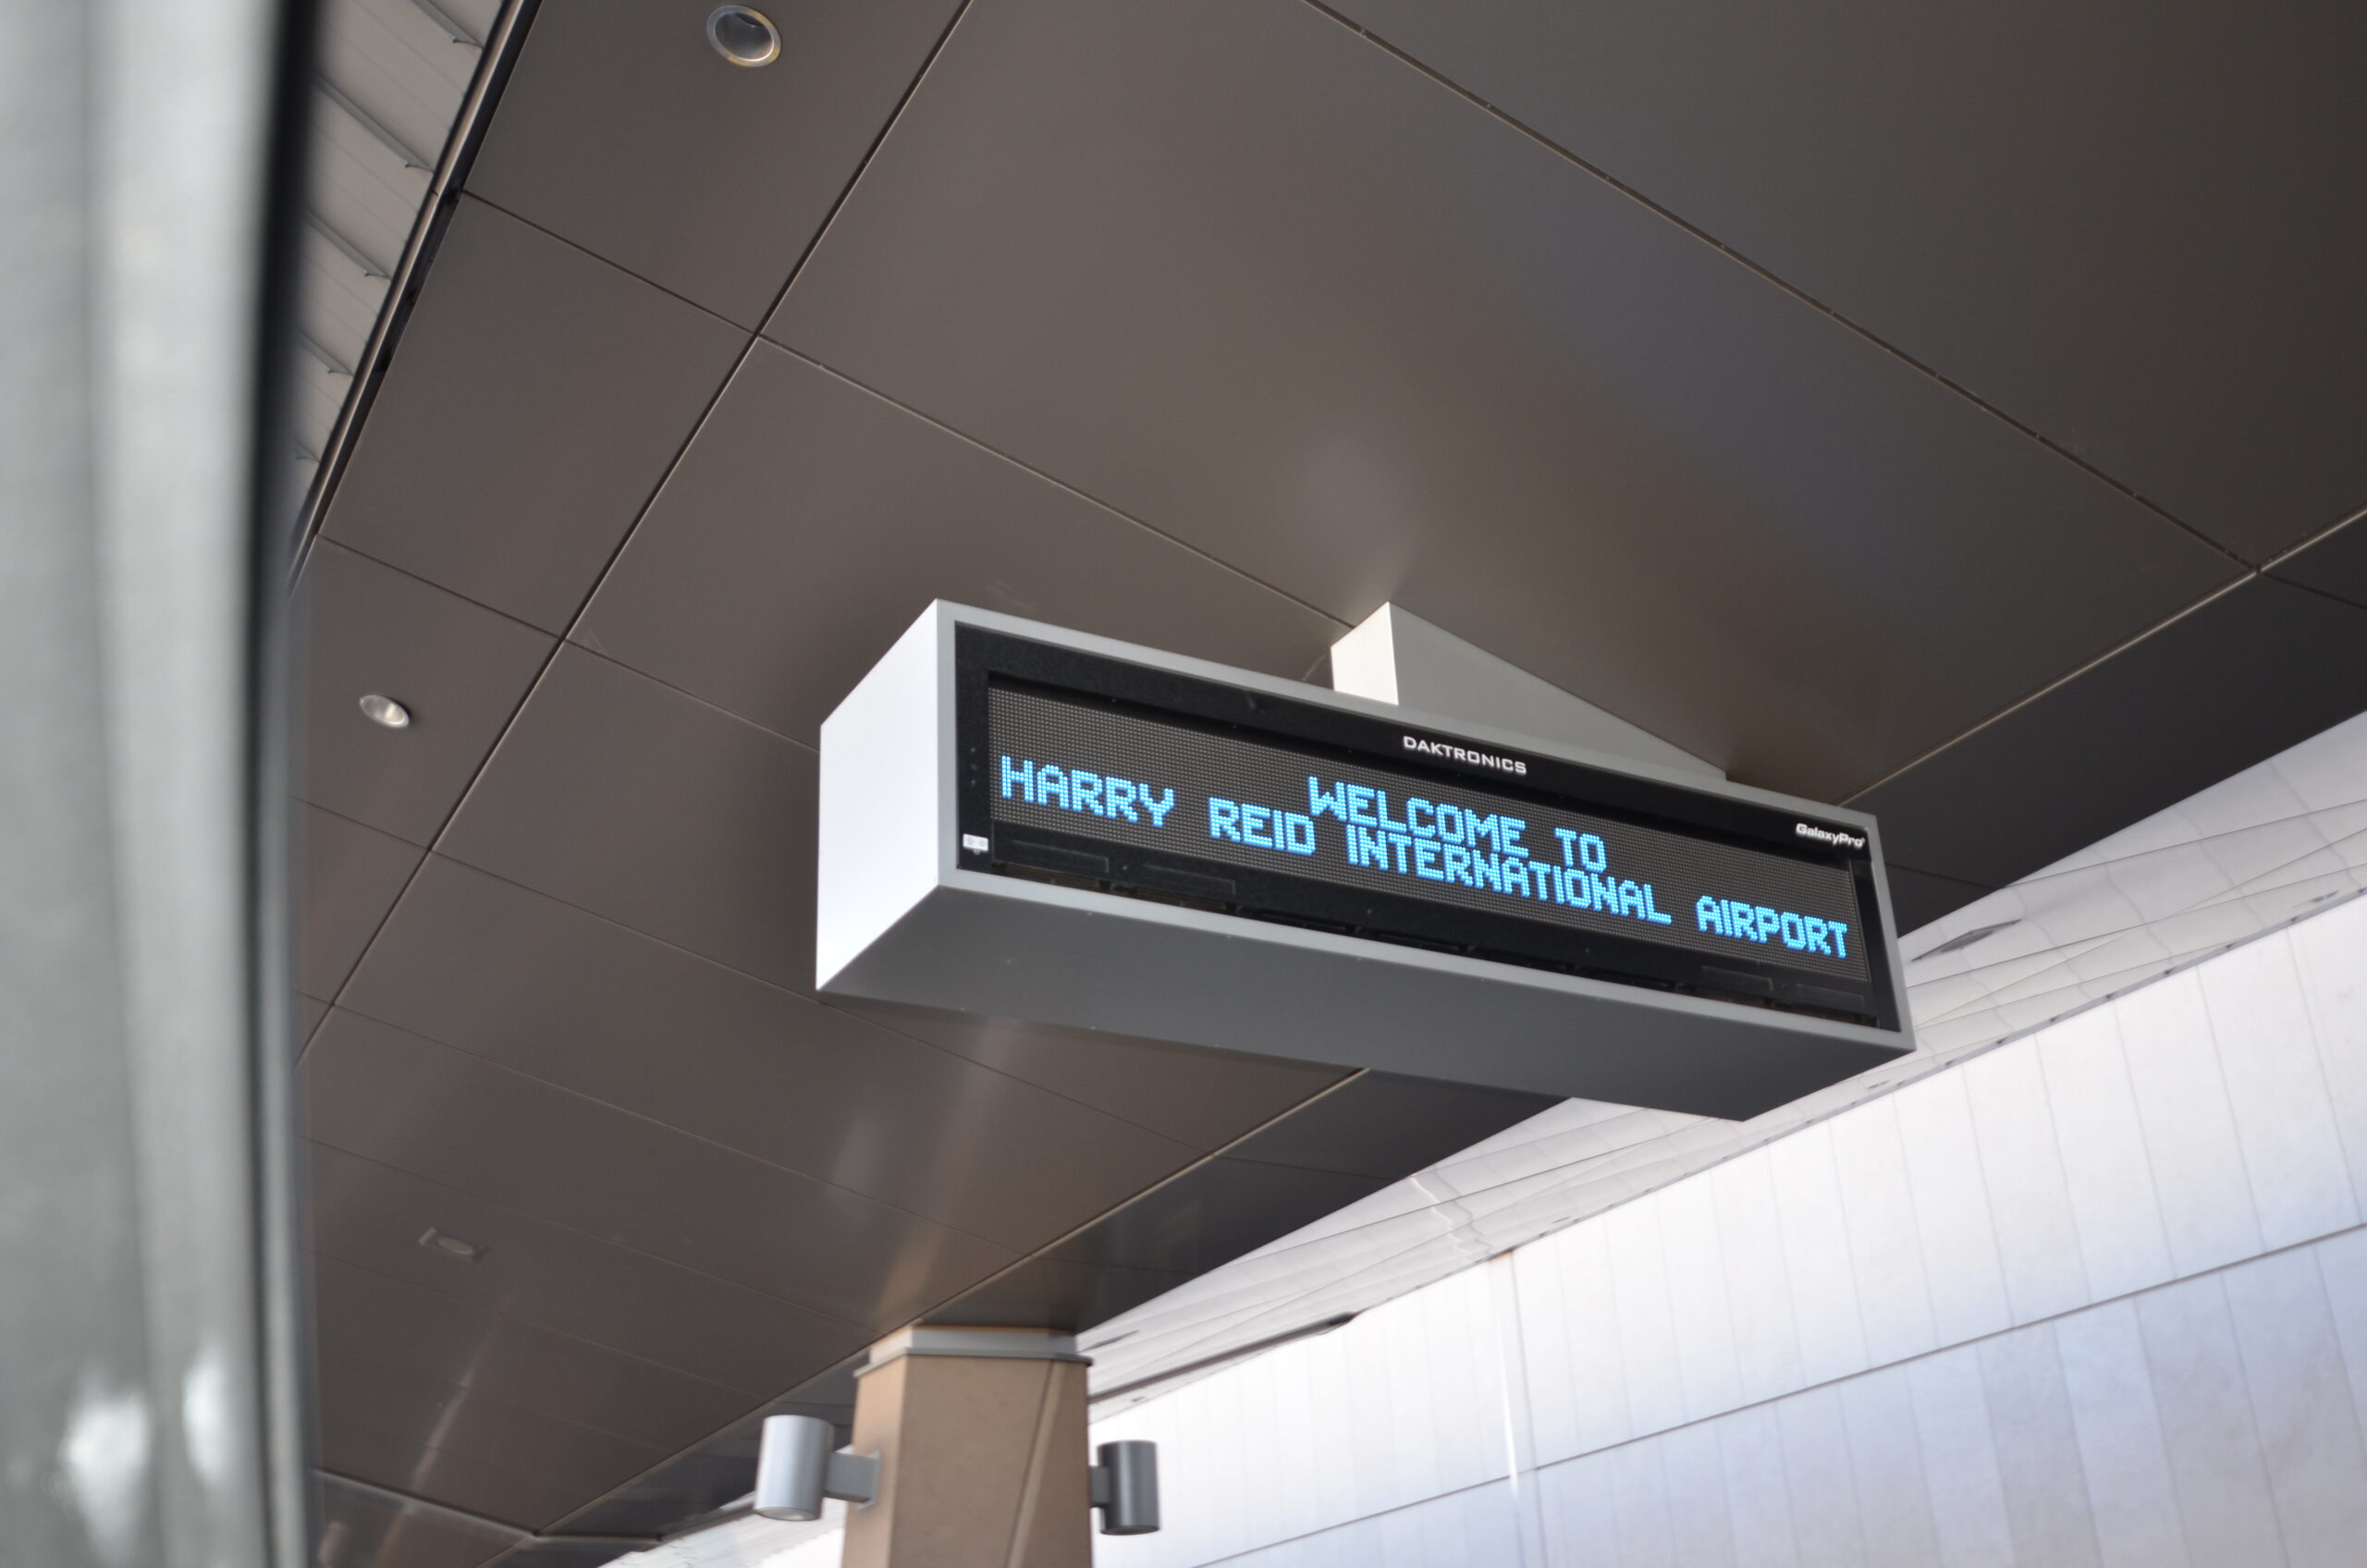 DAKTRONICS
GalaxyPro
WELCOME TO
HARRY REID INTERNATIONAL AIRPORT